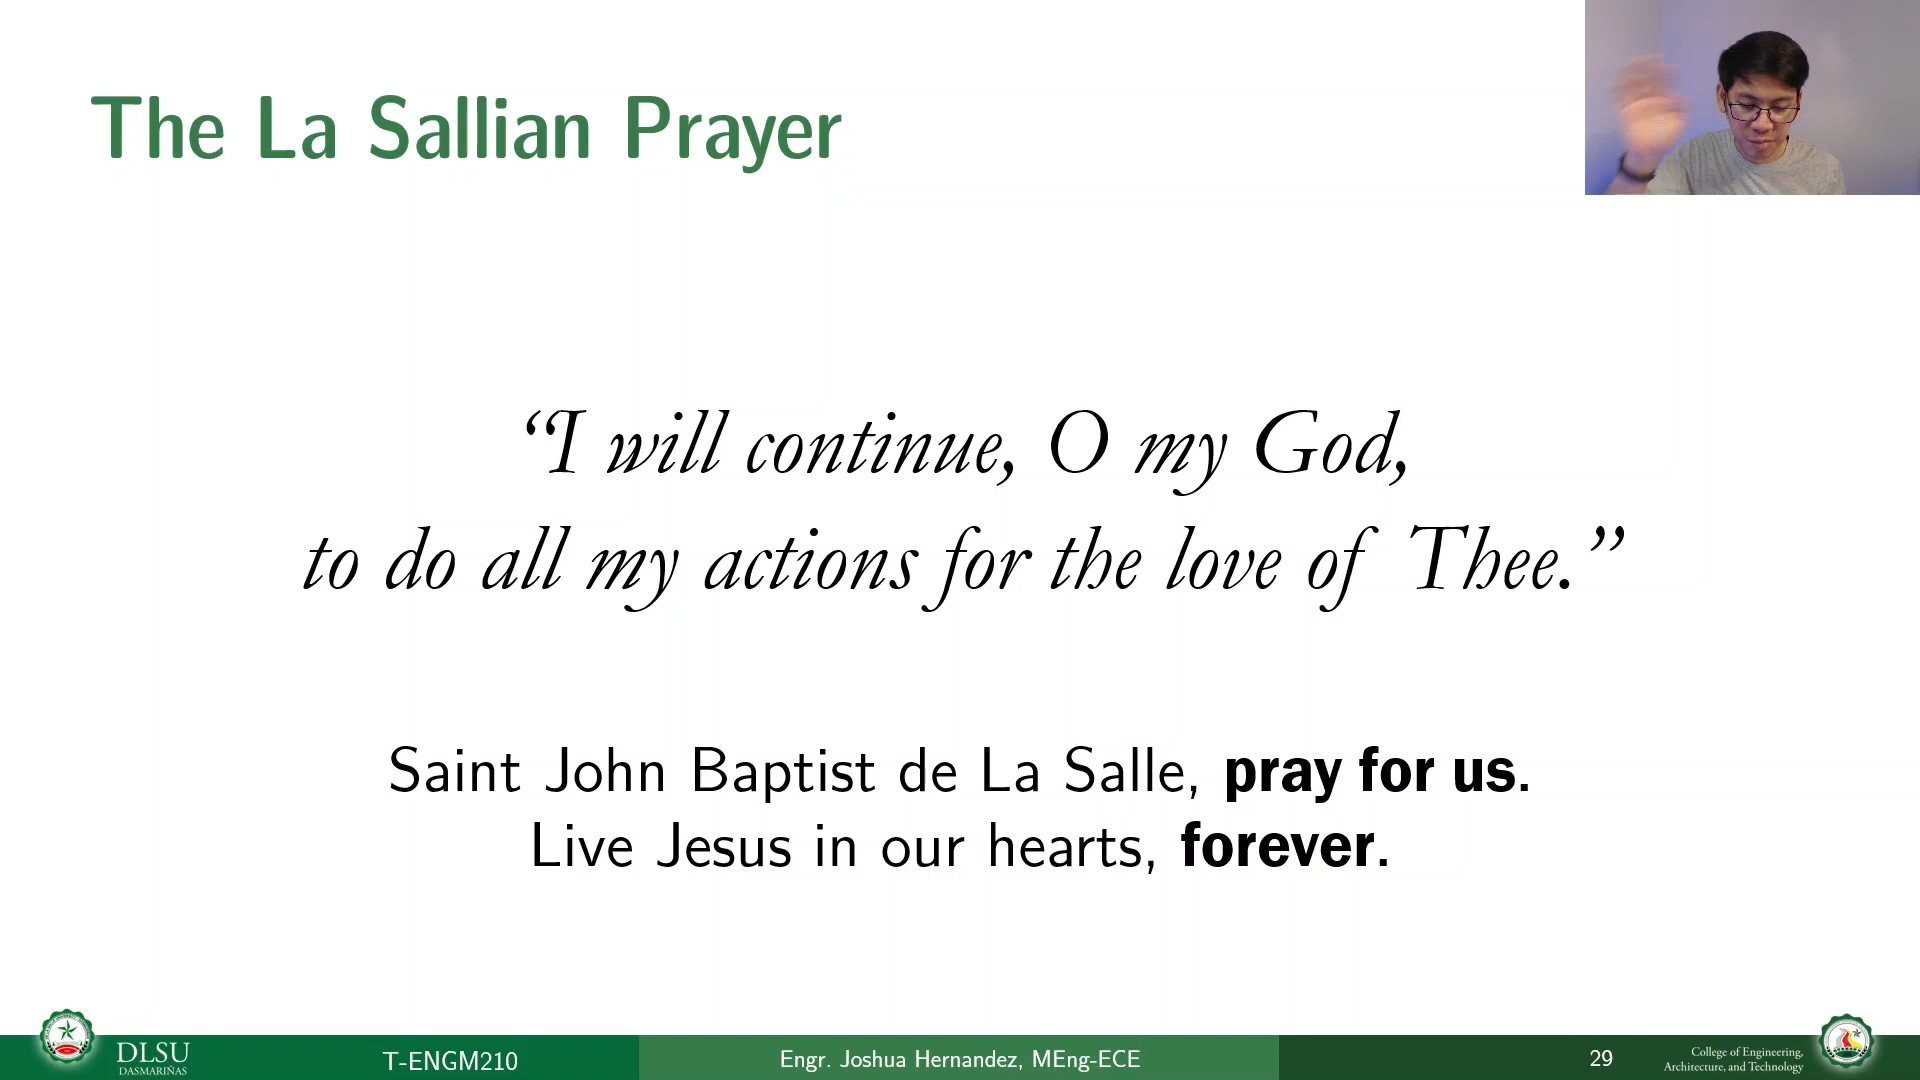 The La Sallian Prayer
“I will continue, O my God,
to do all my actions for the love of Thee.”
Saint John Baptist de La Salle, pray for us.
Live Jesus in our hearts, forever.
DLSU
DASMARIÑAS
T-ENGM210
Engr. Joshua Hernandez, MEng-ECE
29
College of Engineering,
Architecture, and Technology